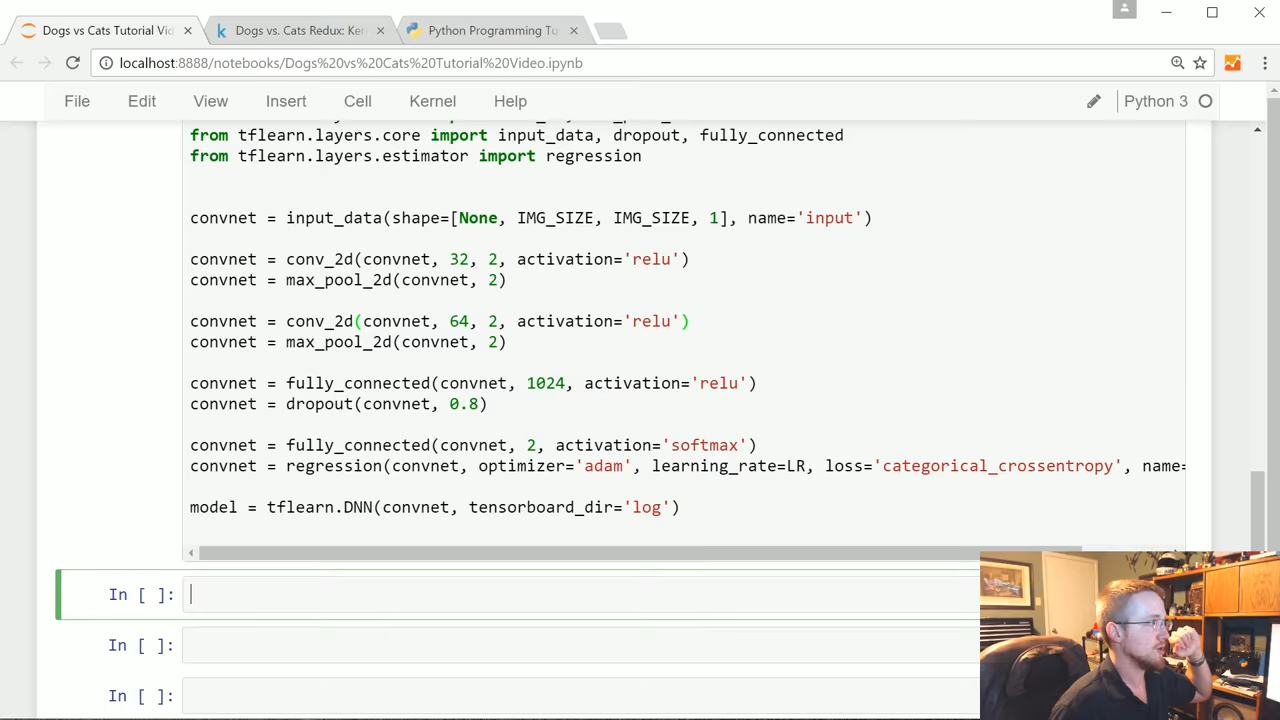 Dogs vs Cats Tutorial Vid
Dogs vs. Cats Redux: Ker
Python Programming Tu
localhost:8888/notebooks/Dogs%20vs%20Cats%20Tutorial%20Video.ipynb
File Edit View Insert Cell Kernel Help Python 3
from tflearn.layers.core import input_data, dropout, fully_connected
from tflearn.layers.estimator import regression
convnet = input_data(shape=[None, IMG_SIZE, IMG_SIZE, 1], name='input')
convnet = conv_2d(convnet, 32, 2, activation='relu')
convnet = max_pool_2d(convnet, 2)
convnet = conv_2d(convnet, 64, 2, activation='relu')
convnet = max_pool_2d(convnet, 2)
convnet = fully_connected(convnet, 1024, activation='relu')
convnet = dropout(convnet, 0.8)
convnet = fully_connected(convnet, 2, activation='softmax')
convnet = regression(convnet, optimizer='adam', learning_rate=LR, loss='categorical_crossentropy', name=
model = tflearn.DNN(convnet, tensorboard_dir='log')
In [ ]:
In [ ]:
In [ ]: